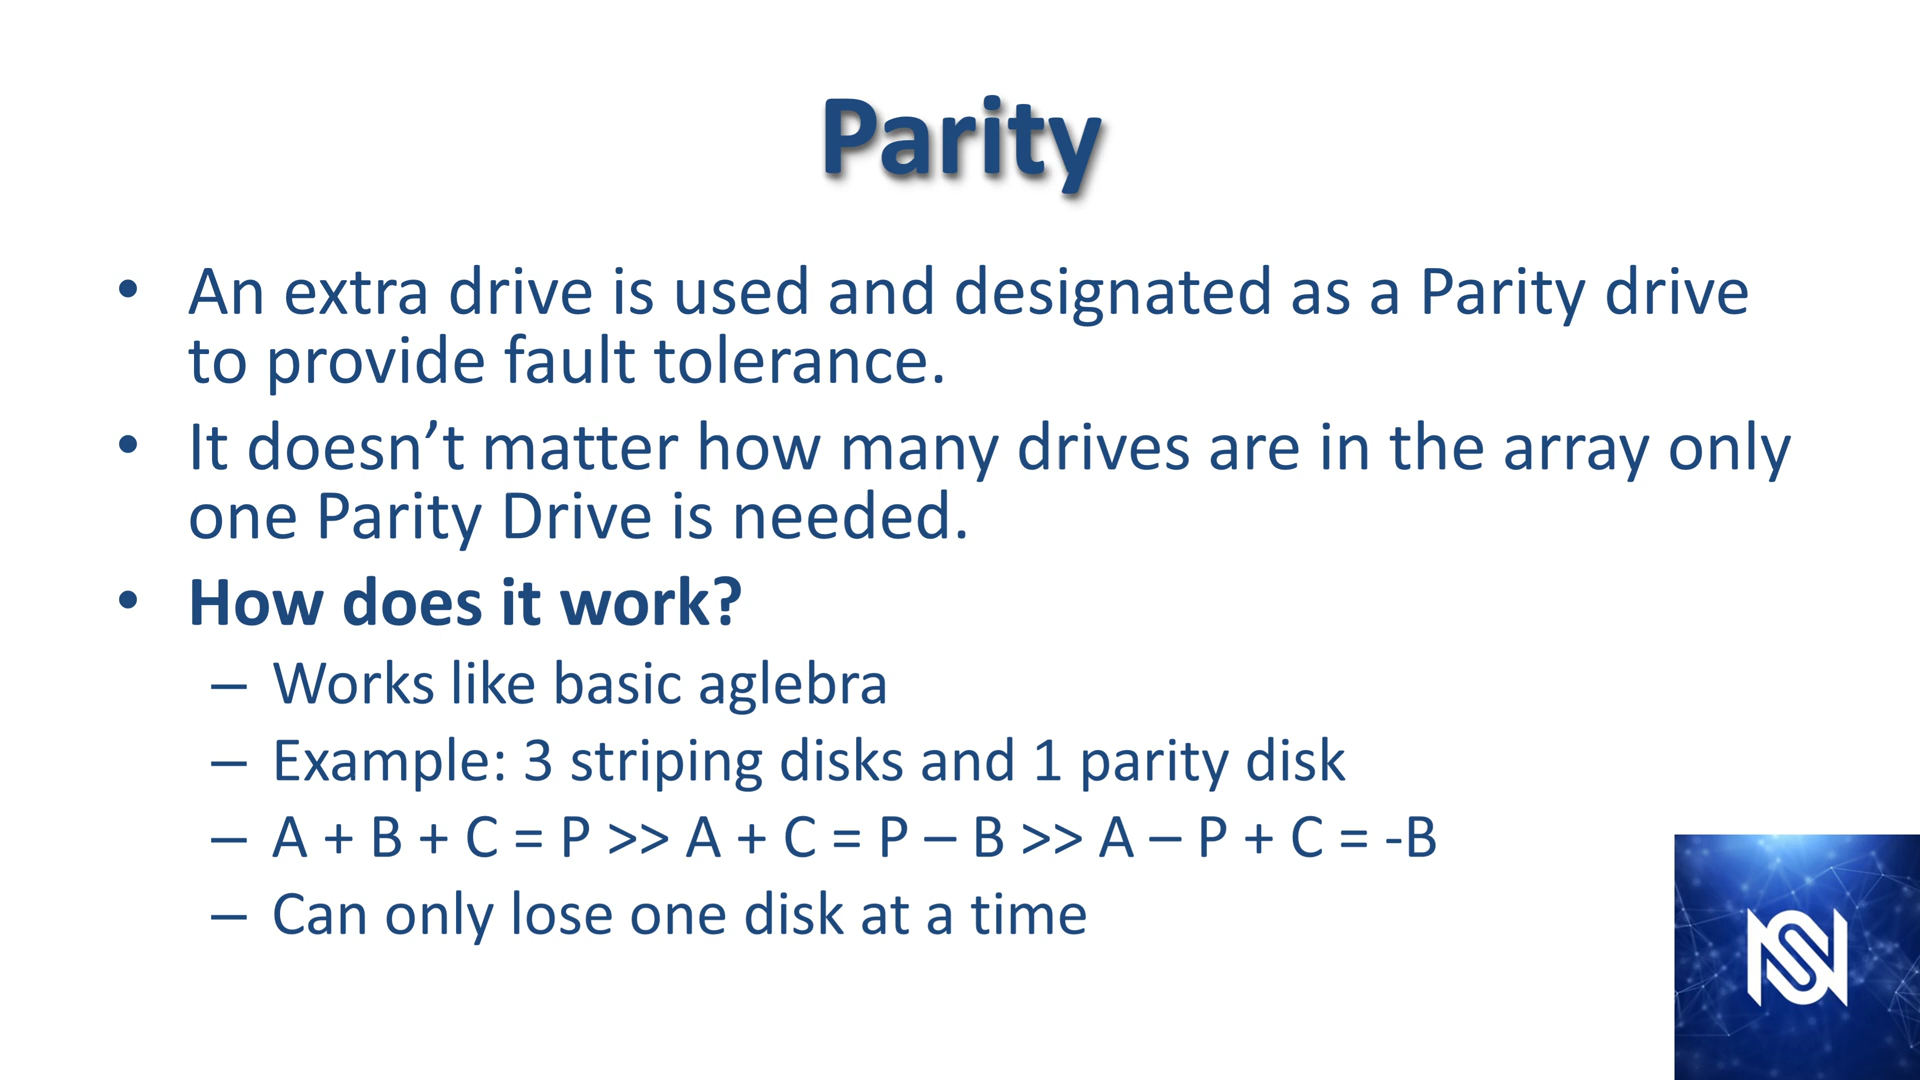 Parity
• An extra drive is used and designated as a Parity drive
to provide fault tolerance.
• It doesn’t matter how many drives are in the array only
one Parity Drive is needed.
• How does it work?
– Works like basic aglebra
– Example: 3 striping disks and 1 parity disk
– A + B + C = P >> A + C = P – B >> A – P + C = -B
– Can only lose one disk at a time
NS